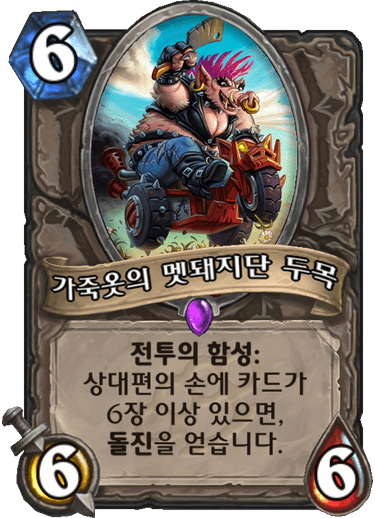 6
가죽옷의 멧돼지단 두목
전투의 함성:
상대편의 손에 카드가
6장 이상 있으면,
돌진을 얻습니다.
6
6